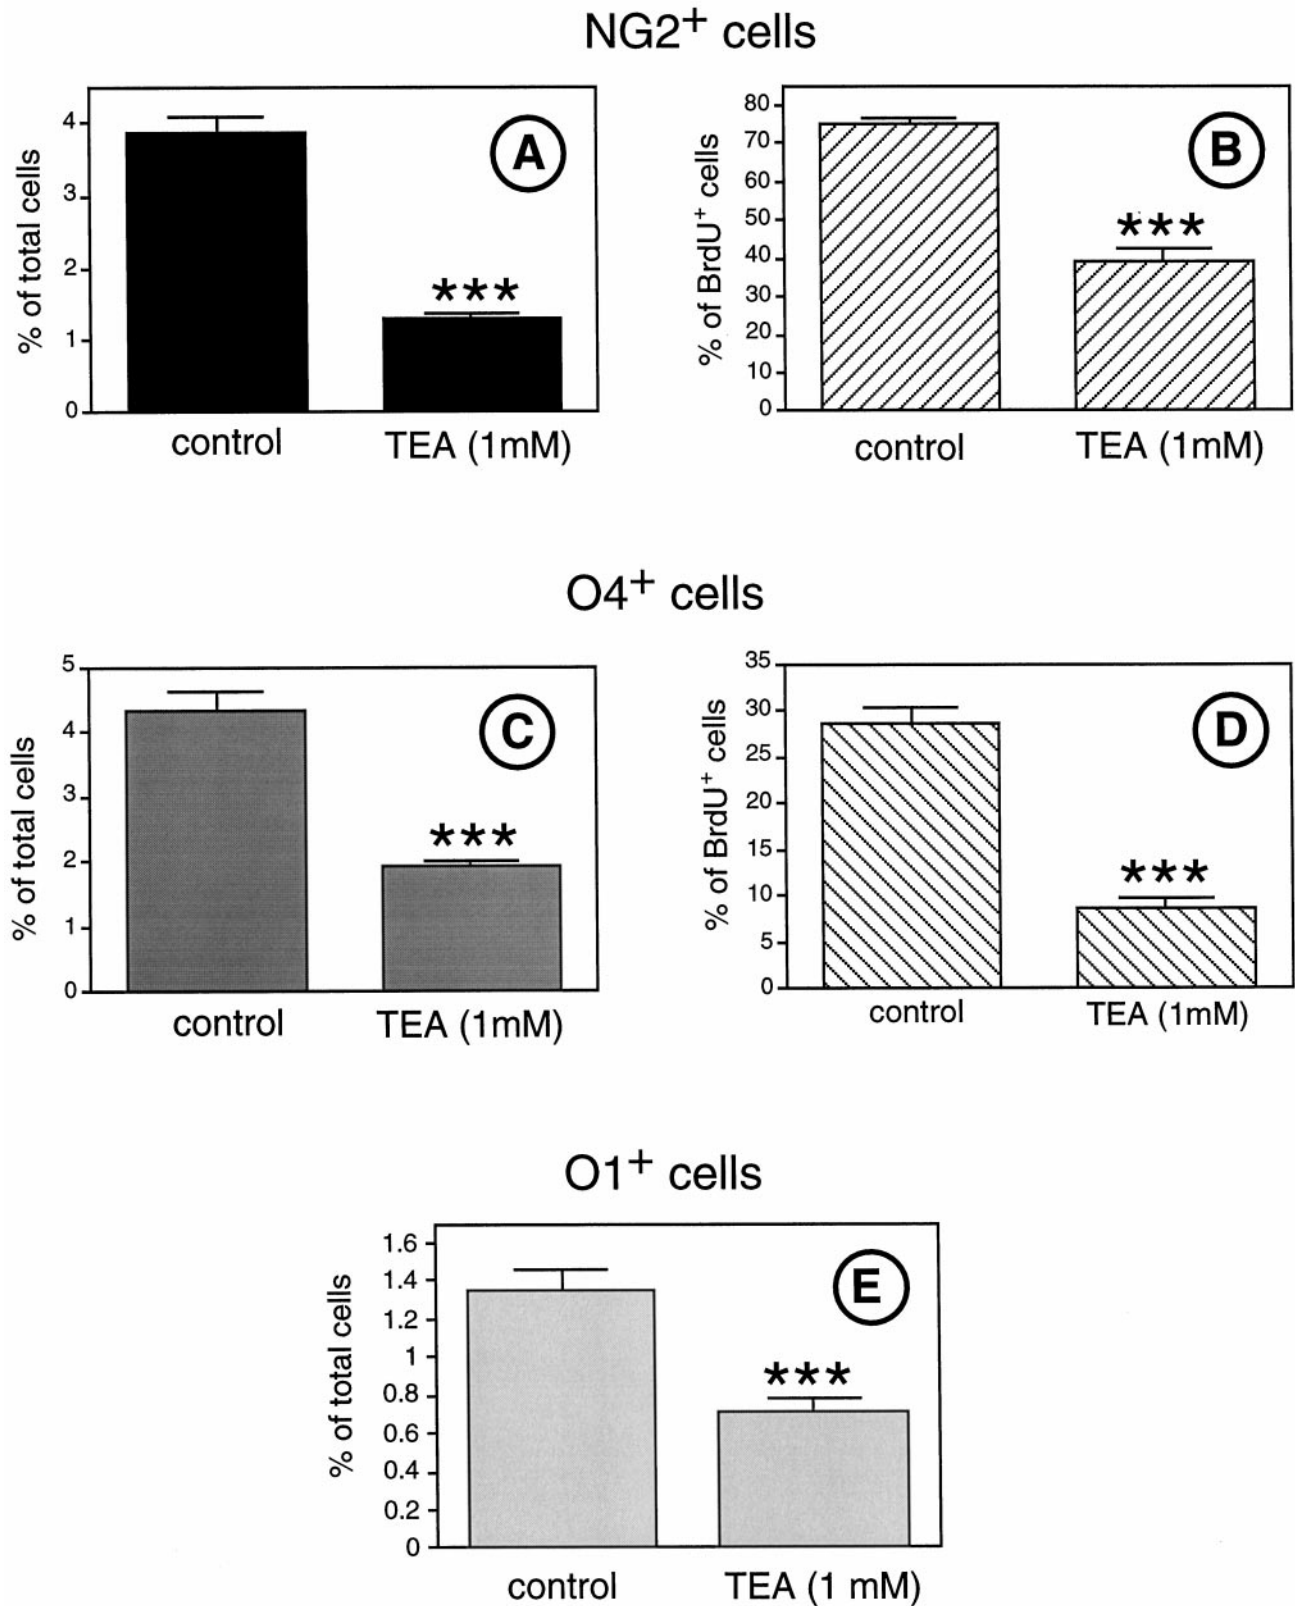 NG2+ cells
% of total cells
4
3
2
1
0
A
***
control
TEA (1mM)
% of BrdU+ cells
80
70
60
50
40
30
20
10
0
B
***
control
TEA (1mM)
O4+ cells
% of total cells
5
4
3
2
1
0
C
***
control
TEA (1mM)
% of BrdU+ cells
35
30
25
20
15
10
5
0
D
***
control
TEA (1mM)
O1+ cells
% of total cells
1.6
1.4
1.2
1
0.8
0.6
0.4
0.2
0
E
***
control
TEA (1 mM)